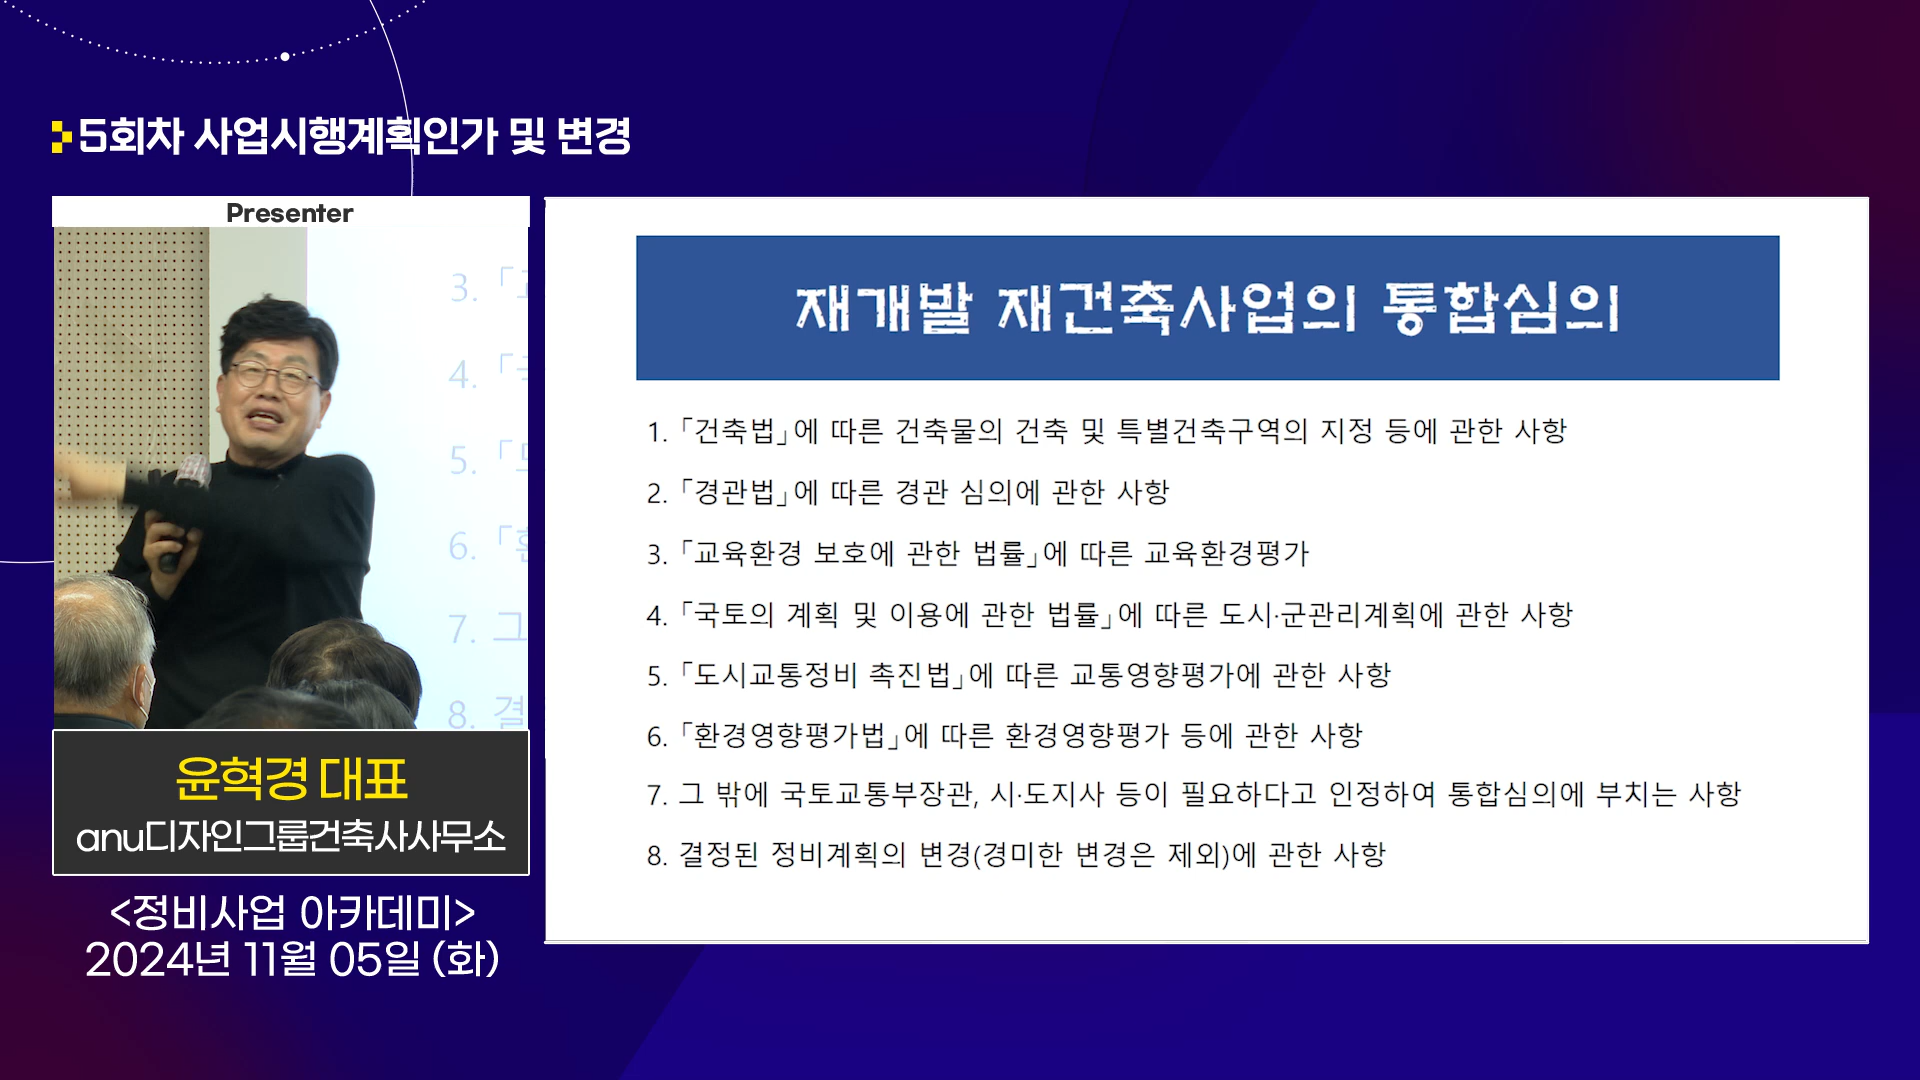 5회차 사업시행계획인가 및 변경
Presenter
3. 「
4. 「
5. 「
6. 「
7. 그
8. 결
윤혁경 대표
anu디자인그룹건축사사무소
<정비사업 아카데미>
2024년 11월 05일 (화)
재개발 재건축사업의 통합심의
1. 「건축법」에 따른 건축물의 건축 및 특별건축구역의 지정 등에 관한 사항
2. 「경관법」에 따른 경관 심의에 관한 사항
3. 「교육환경 보호에 관한 법률」에 따른 교육환경평가
4. 「국토의 계획 및 이용에 관한 법률」에 따른 도시·군관리계획에 관한 사항
5. 「도시교통정비 촉진법」에 따른 교통영향평가에 관한 사항
6. 「환경영향평가법」에 따른 환경영향평가 등에 관한 사항
7. 그 밖에 국토교통부장관, 시·도지사 등이 필요하다고 인정하여 통합심의에 부치는 사항
8. 결정된 정비계획의 변경(경미한 변경은 제외)에 관한 사항